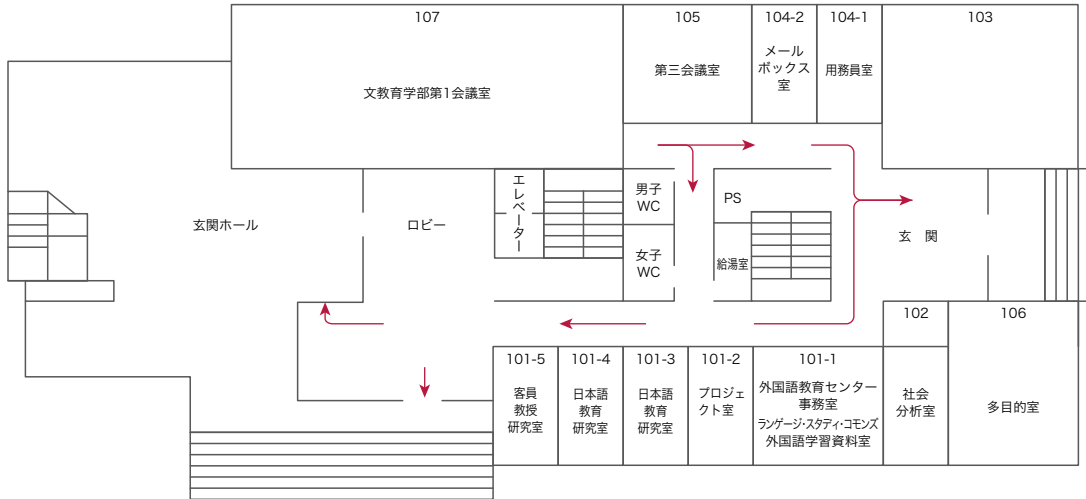 107
文教育学部第1会議室
105
第三会議室
104-2
メール
ボックス
室
104-1
用務員室
103
玄関ホール
ロビー
エレベーター
男子
WC
女子
WC
PS
給湯室
玄　関
101-5
客員
教授
研究室
101-4
日本語
教育
研究室
101-3
日本語
教育
研究室
101-2
プロジェ
クト室
101-1
外国語教育センター
事務室
ランゲージ・スタディ・コモンズ
外国語学習資料室
102
社会
分析室
106
多目的室